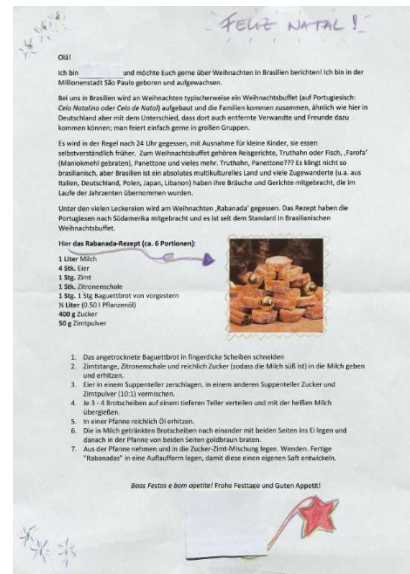 FELIZ NATAL!
Olá!
Ich bin und möchte Euch gerne über Weihnachten in Brasilien berichten! Ich bin in der
Millionenstadt São Paulo geboren und aufgewachsen.
Bei uns in Brasilien wird an Weihnachten typischerweise ein Weihnachtsbuffet (auf Portugiesisch:
Ceia Natalina oder Ceia de Natal) aufgebaut und die Familien kommen zusammen, ähnlich wie hier in
Deutschland aber mit dem Unterschied, dass dort auch entfernte Verwandte und Freunde dazu
kommen können; man feiert einfach gerne in großen Gruppen.
Es wird in der Regel nach 24 Uhr gegessen, mit Ausnahme für Kinder, sie essen
selbstverständlich früher. Zum Weihnachtsbuffet gehören Reisgerichte, Truthahn oder Fisch, „Farofa'
(Maniokmehl gebraten), Panettone und vieles mehr. Truthahn, Panettone??? Es klingt nicht so
brasilianisch, aber Brasilien ist ein absolutes multikulturelles Land und viele Zugewanderte (u.a. aus
Italien, Deutschland, Polen, Japan, Libanon) haben ihre Bräuche und Gerichte mitgebracht, die im
Laufe der Jahrzenten übernommen wurden.
Unter den vielen Leckereien wird am Weihnachten ‚Rabanada' gegessen. Das Rezept haben die
Portugiesen nach Südamerika mitgebracht und es ist seit dem Standard in Brasilianischen
Weihnachtsbuffet.
Hier das Rabanada-Rezept (ca. 6 Portionen):
1 Liter Milch
4 Stk. Eier
1 Stg. Zimt
1 Stk. Zitronenschale
1 Stg. 1 Stg Baguettbrot von vorgestern
½ Liter (0.50 l Pflanzenöl)
400 g Zucker
50 g Zimtpulver
1. Das angetrocknete Baguettbrot in fingerdicke Scheiben schneiden
2. Zimtstange, Zitronenschale und reichlich Zucker (sodass die Milch süß ist) in die Milch geben
und erhitzen.
3. Eier in einem Suppenteller zerschlagen. In einem anderen Suppenteller Zucker und
Zimtpulver (10:1) vermischen.
4. Je 3 - 4 Brotscheiben auf einem tieferen Teller verteilen und mit der heißen Milch
übergießen.
5. In einer Pfanne reichlich Öl erhitzen.
6. Die in Milch getränkten Brotscheiben nach einander mit beiden Seiten ins Ei legen und
danach in der Pfanne von beiden Seiten goldbraun braten.
7. Aus der Pfanne nehmen und in die Zucker-Zimt-Mischung legen. Wenden. Fertige
"Rabanadas" in eine Auflaufform legen, damit diese einen eigenen Saft entwickeln.
Boas Festas e bom apetite! Frohe Festtage und Guten Appetit!